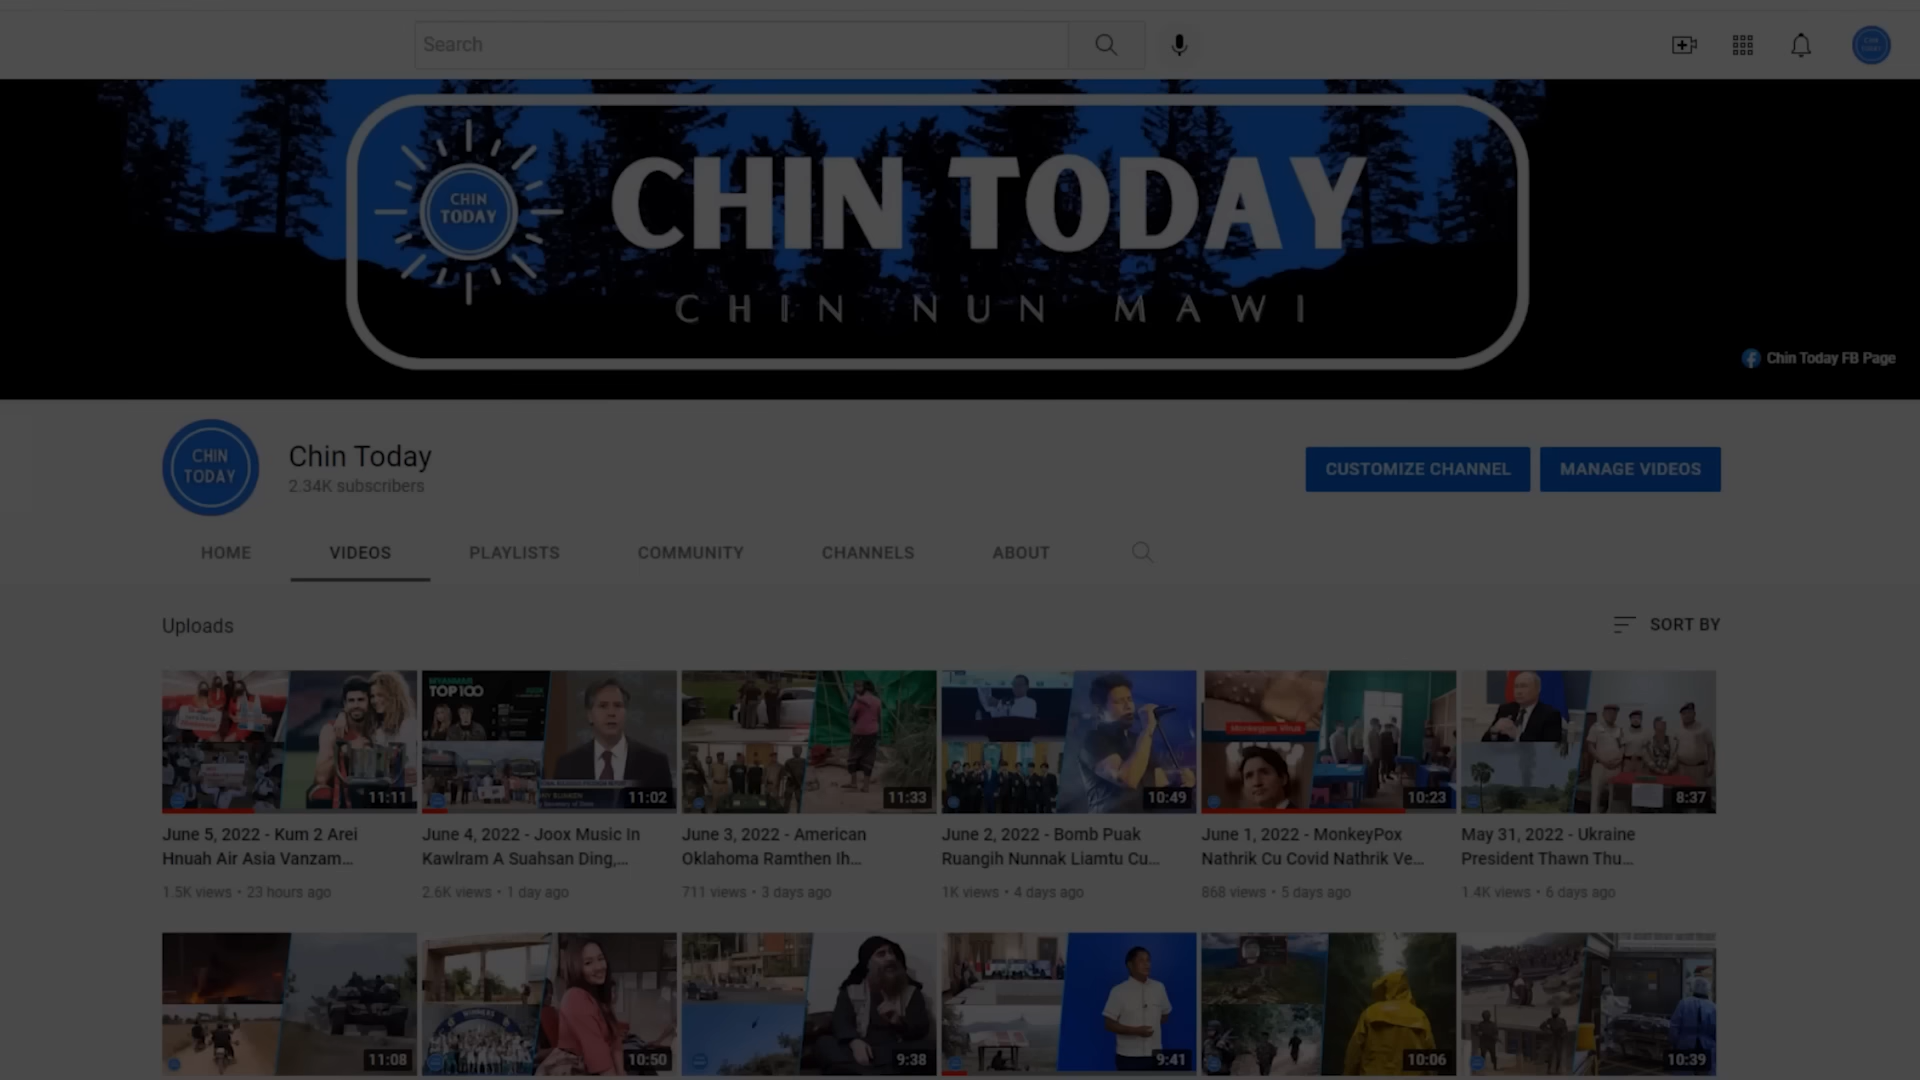 Search
CHIN
TODAY
CHIN TODAY
CHIN NUN MAWI
Chin Today FB Page
CHIN
TODAY
Chin Today
2.34K subscribers
CUSTOMIZE CHANNEL
MANAGE VIDEOS
HOME
VIDEOS
PLAYLISTS
COMMUNITY
CHANNELS
ABOUT
Uploads
SORT BY
MYANMAR
TOP100
11:11
11:02
11:33
10:49
Monkeypox Virus
10:23
8:37
June 5, 2022 - Kum 2 Arei
Hnuah Air Asia Vanzam...
1.5K views • 23 hours ago
June 4, 2022 - Joox Music In
Kawlram A Suahsan Ding,...
2.6K views • 1 day ago
June 3, 2022 - American
Oklahoma Ramthen Ih...
711 views • 3 days ago
June 2, 2022 - Bomb Puak
Ruangih Nunnak Liamtu Cu...
1K views • 4 days ago
June 1, 2022 - MonkeyPox
Nathrik Cu Covid Nathrik Ve...
868 views • 5 days ago
May 31, 2022 - Ukraine
President Thawn Thu...
1.4K views • 6 days ago
11:08
WINNERS
10:50
9:38
9:41
10:06
10:39